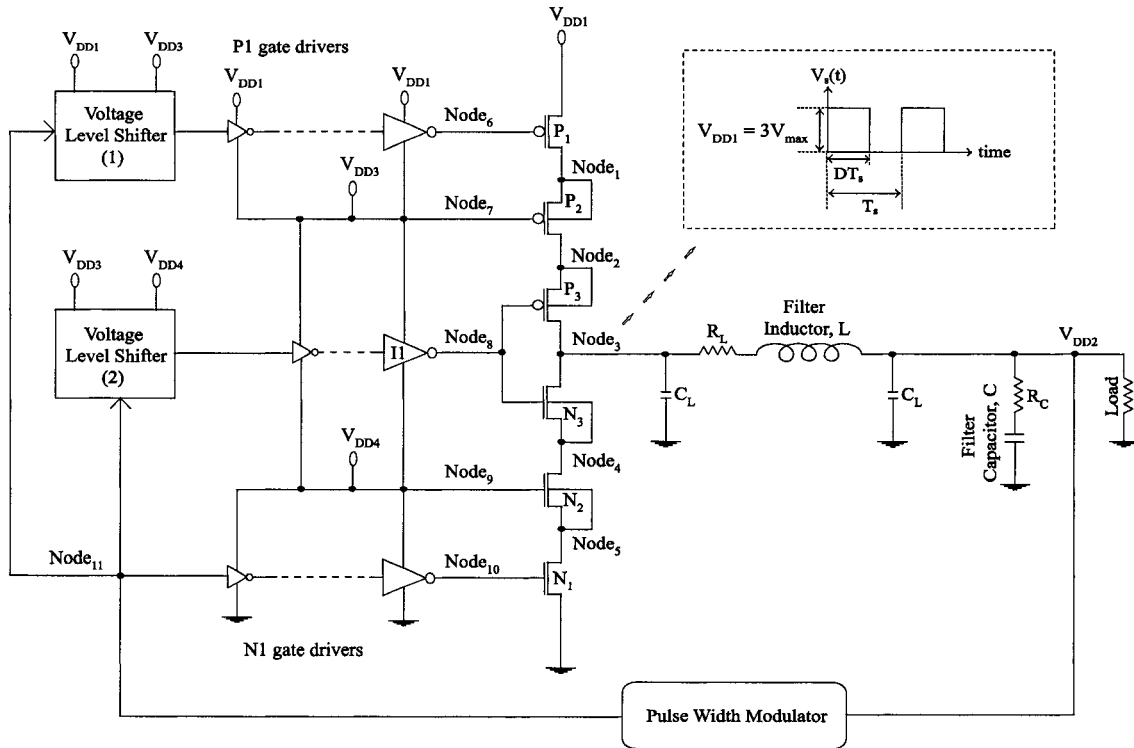 V_DD1
V_DD3
P1 gate drivers
V_DD1
Voltage
Level Shifter
(1)
V_DD1
V_DD1
Node_6
P_1
Node_1
V_DD3
Node_7
P_2
Node_2
V_s(t)
V_DD1 = 3V_max
time
DT_s
T_s
V_DD3
V_DD4
Voltage
Level Shifter
(2)
I1
Node_8
P_3
Node_3
N_3
Filter
Inductor, L
R_L
V_DD2
C_L
C_L
R_C
Filter
Capacitor, C
Load
V_DD4
Node_4
Node_9
N_2
Node_5
Node_11
Node_10
N_1
N1 gate drivers
Pulse Width Modulator